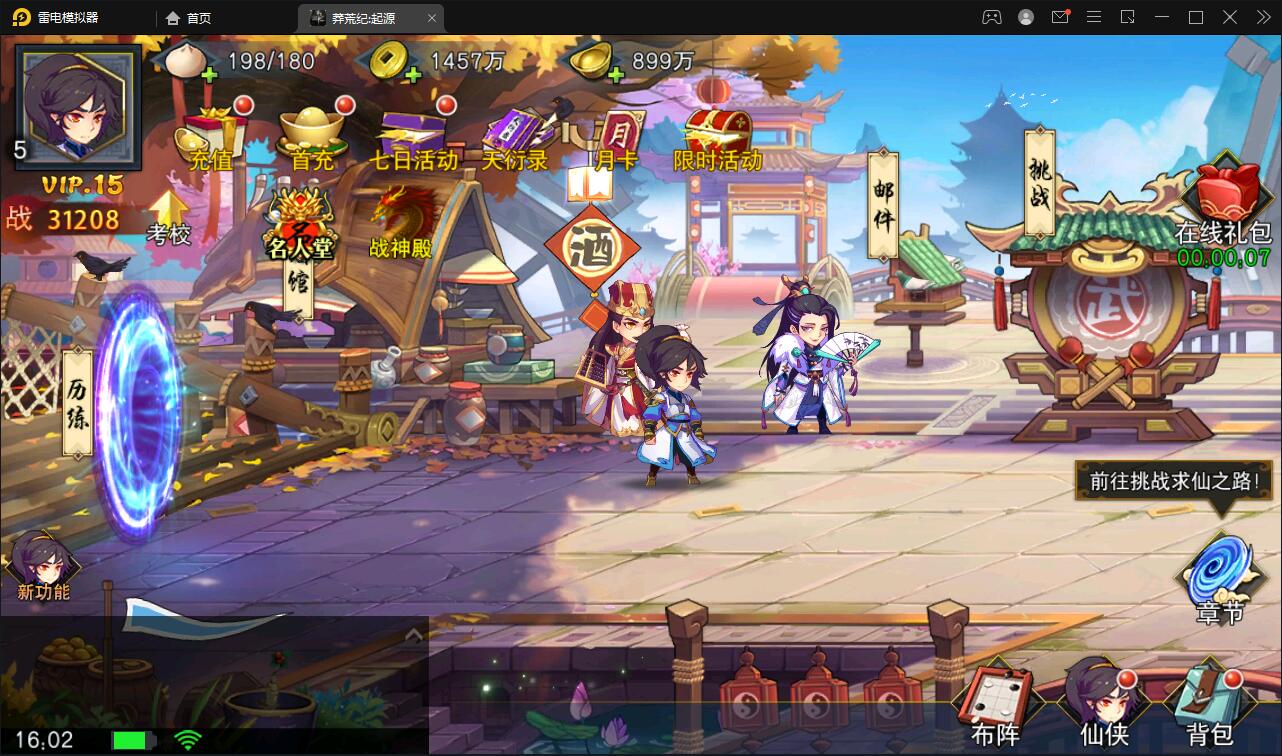 雷电模拟器
首页
莽荒纪:起源
198/180
1457万
899万
5
充值
首充
七日活动
天衍录
月
月卡
限时活动
VIP.15
战 31208
考校
名人堂
馆
战神殿
酒
邮件
挑战
武
在线礼包
00:00:07
历练
前往挑战求仙之路!
新功能
章节
16:02
布阵
仙侠
背包